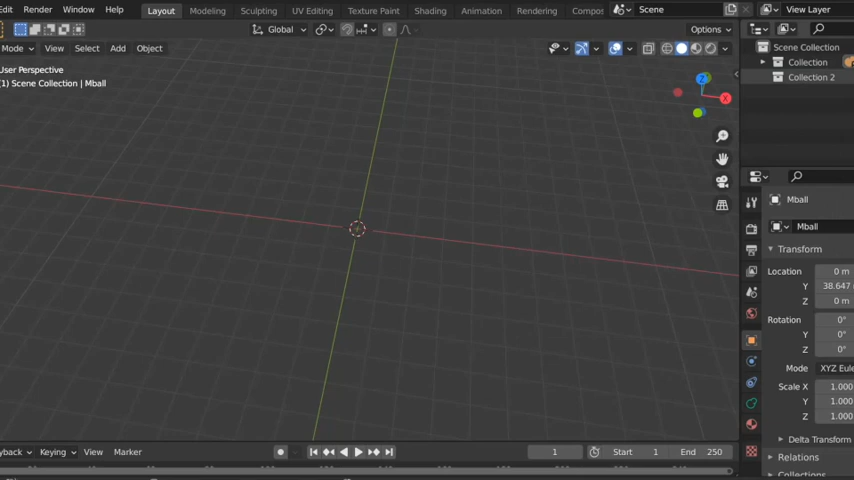 Edit Render Window Help Layout Modeling Sculpting UV Editing Texture Paint Shading Animation Rendering Compos Scene View Layer
Global Options
Mode View Select Add Object
User Perspective
(1) Scene Collection | Mball
Z
X
Scene Collection
Collection
Collection 2
Mball
Mball
Transform
Location 0 m
Y 38.647
Z 0 m
Rotation 0°
Y 0°
Z 0°
Mode XYZ Eule
Scale X 1.000
Y 1.000
Z 1.000
Delta Transform
Relations
Collections
yback Keying View Marker 1 Start 1 End 250